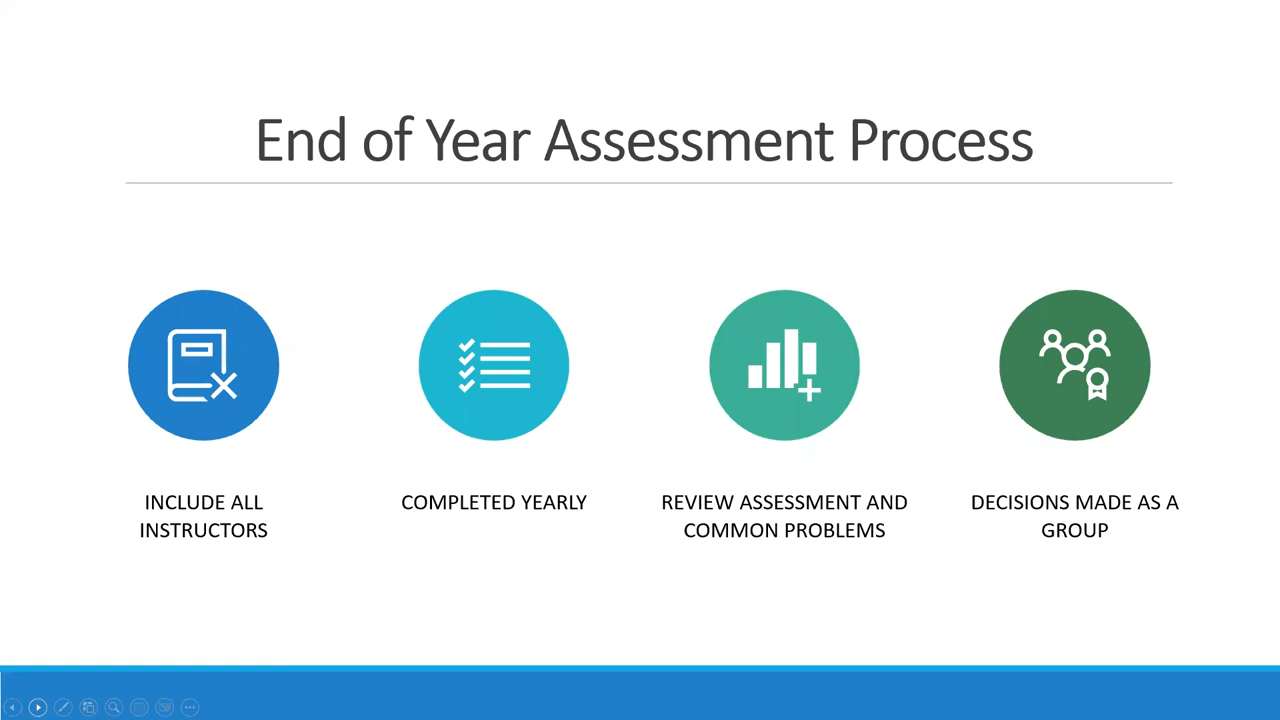 End of Year Assessment Process
INCLUDE ALL
INSTRUCTORS
COMPLETED YEARLY
REVIEW ASSESSMENT AND
COMMON PROBLEMS
DECISIONS MADE AS A
GROUP